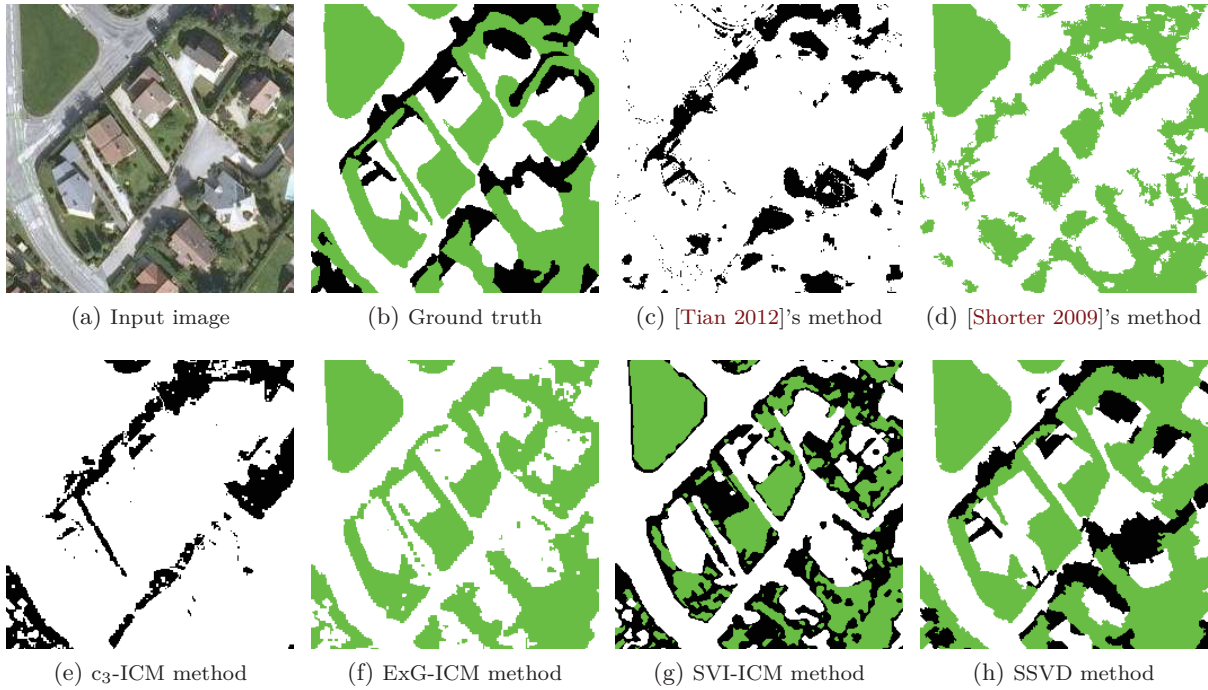 (a) Input image
(b) Ground truth
(c) [Tian 2012]'s method
(d) [Shorter 2009]'s method
(e) c₃-ICM method
(f) ExG-ICM method
(g) SVI-ICM method
(h) SSVD method